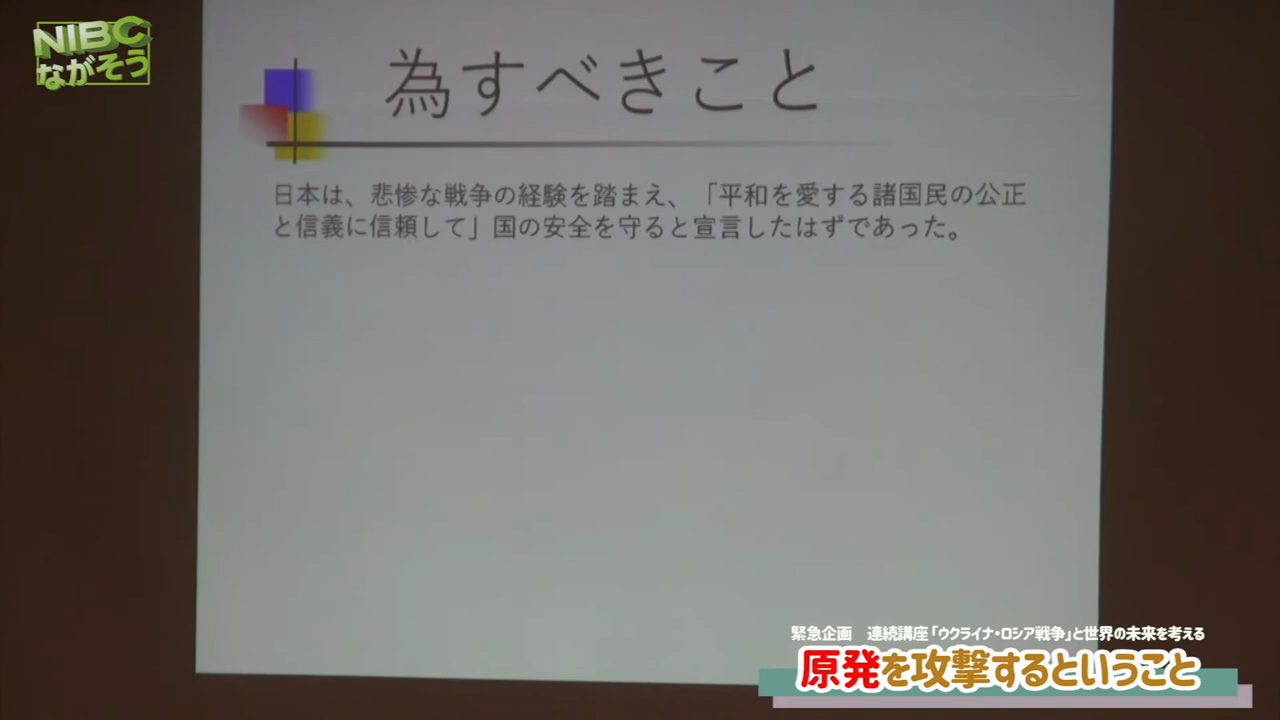 NIBC
ながそう
為すべきこと
日本は、悲惨な戦争の経験を踏まえ、「平和を愛する諸国民の公正
と信義に信頼して」国の安全を守ると宣言したはずであった。
緊急企画　連続講座「ウクライナ・ロシア戦争」と世界の未来を考える
原発を攻撃するということ